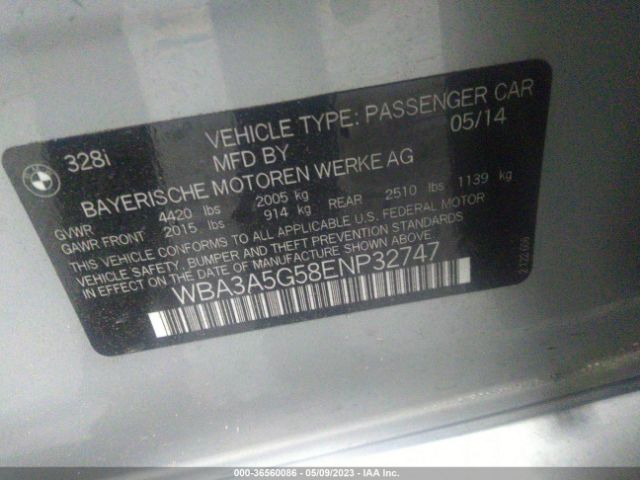 BMW
328i
VEHICLE TYPE: PASSENGER CAR
MFD BY 05/14
BAYERISCHE MOTOREN WERKE AG
GVWR 4420 lbs 2005 kg
GAWR FRONT 2015 lbs 914 kg REAR 2510 lbs 1139 kg
THIS VEHICLE CONFORMS TO ALL APPLICABLE U.S. FEDERAL MOTOR
VEHICLE SAFETY, BUMPER AND THEFT PREVENTION STANDARDS
IN EFFECT ON THE DATE OF MANUFACTURE SHOWN ABOVE.
WBA3A5G58ENP32747
000-36560086 - 05/09/2023 - IAA Inc.